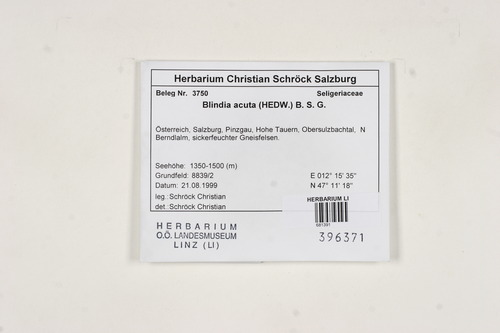 Herbarium Christian Schröck Salzburg
Beleg Nr. 3750 Seligeriaceae
Blindia acuta (HEDW.) B. S. G.
Österreich, Salzburg, Pinzgau, Hohe Tauern, Obersulzbachtal, N
Berndlalm, sickerfeuchter Gneisfelsen.
Seehöhe: 1350-1500 (m)
Grundfeld: 8839/2 E 012° 15' 35"
Datum: 21.08.1999 N 47° 11' 18"
leg.:Schröck Christian
det.:Schröck Christian
HERBARIUM LI
681391
HERBARIUM
O.Ö. LANDESMUSEUM
LINZ (LI)
396371